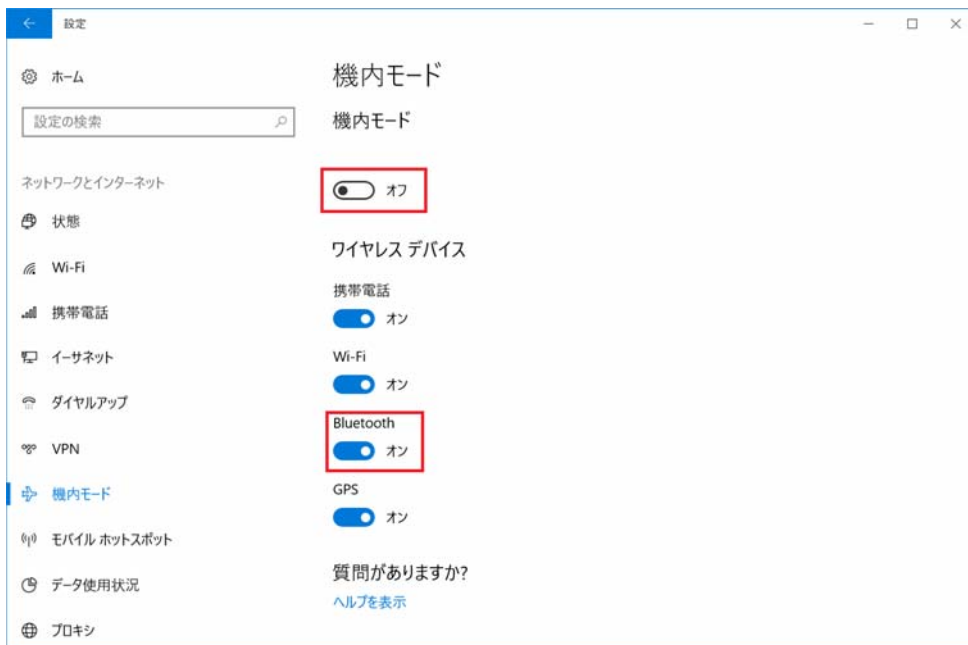 設定
ホーム
設定の検索
ネットワークとインターネット
状態
Wi-Fi
携帯電話
イーサネット
ダイヤルアップ
VPN
機内モード
モバイル ホットスポット
データ使用状況
プロキシ
機内モード
機内モード
オフ
ワイヤレス デバイス
携帯電話
オン
Wi-Fi
オン
Bluetooth
オン
GPS
オン
質問がありますか?
ヘルプを表示